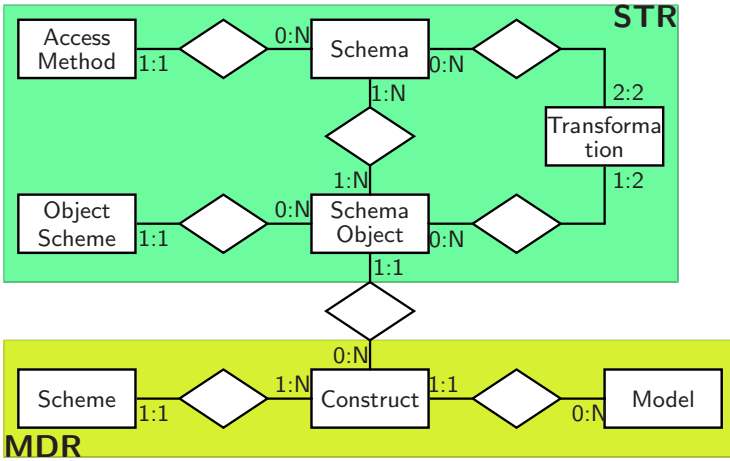 STR
Access
Method
1:1
0:N
Schema
0:N
1:N
2:2
Transforma
tion
1:2
1:N
Object
Scheme
1:1
0:N
Schema
Object
0:N
1:1
0:N
Scheme
1:1
1:N
Construct
1:1
0:N
Model
MDR